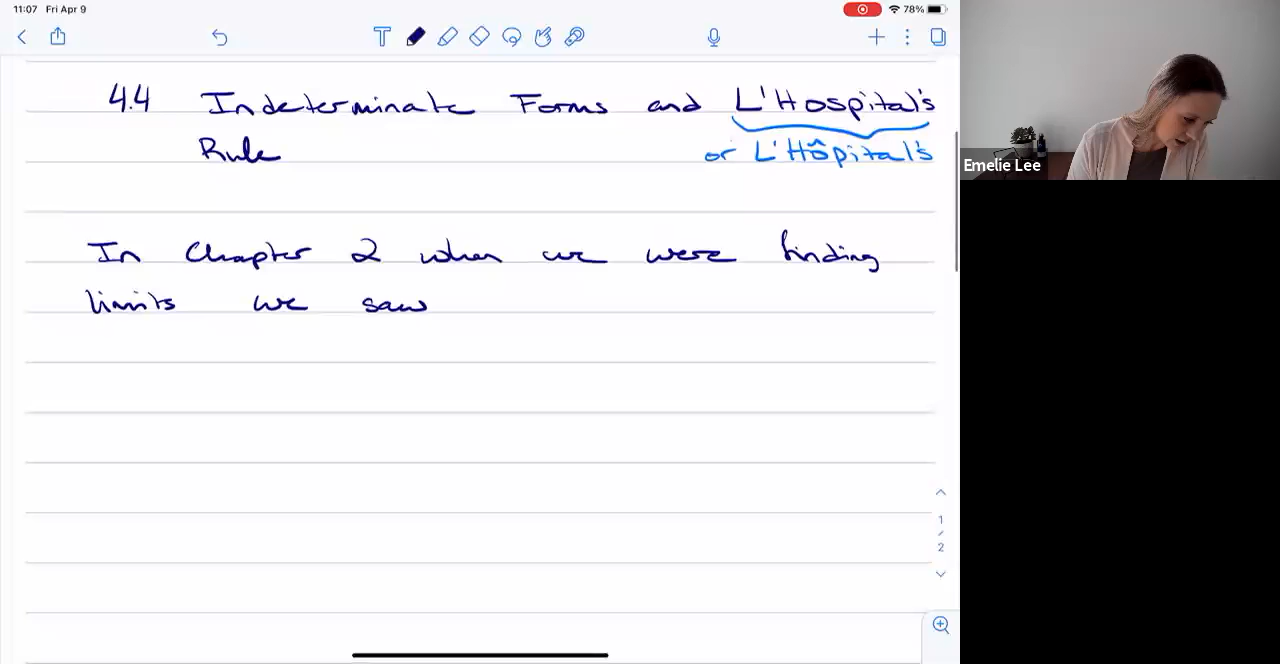 11:07 Fri Apr 9
78%
4.4 Indeterminate Forms and L'Hospital's
Rule
or L'Hôpital's
In Chapter 2 when we were finding
limits we saw
1
/
2
Emelie Lee